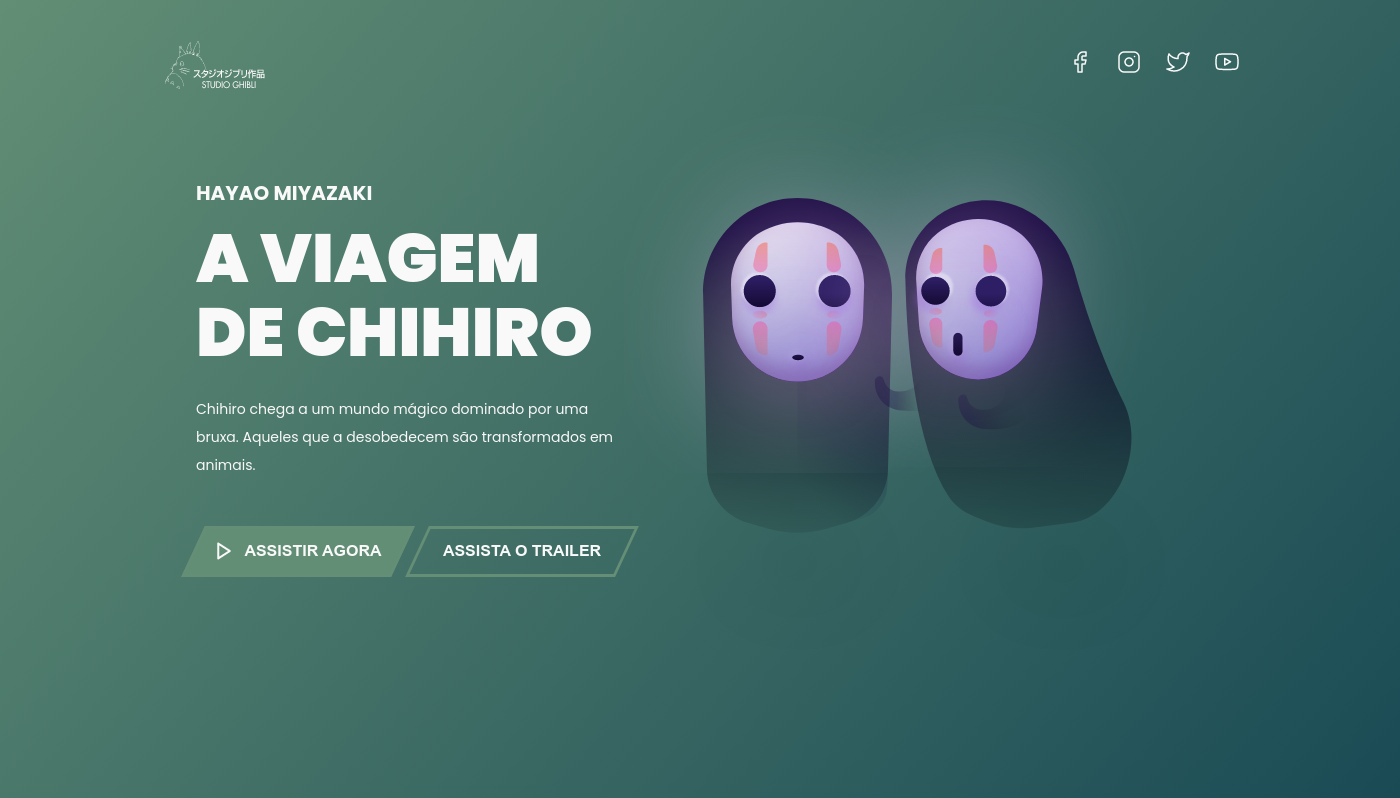 スタジオジブリ作品
STUDIO GHIBLI
HAYAO MIYAZAKI
A VIAGEM
DE CHIHIRO
Chihiro chega a um mundo mágico dominado por uma
bruxa. Aqueles que a desobedecem são transformados em
animais.
ASSISTIR AGORA
ASSISTA O TRAILER